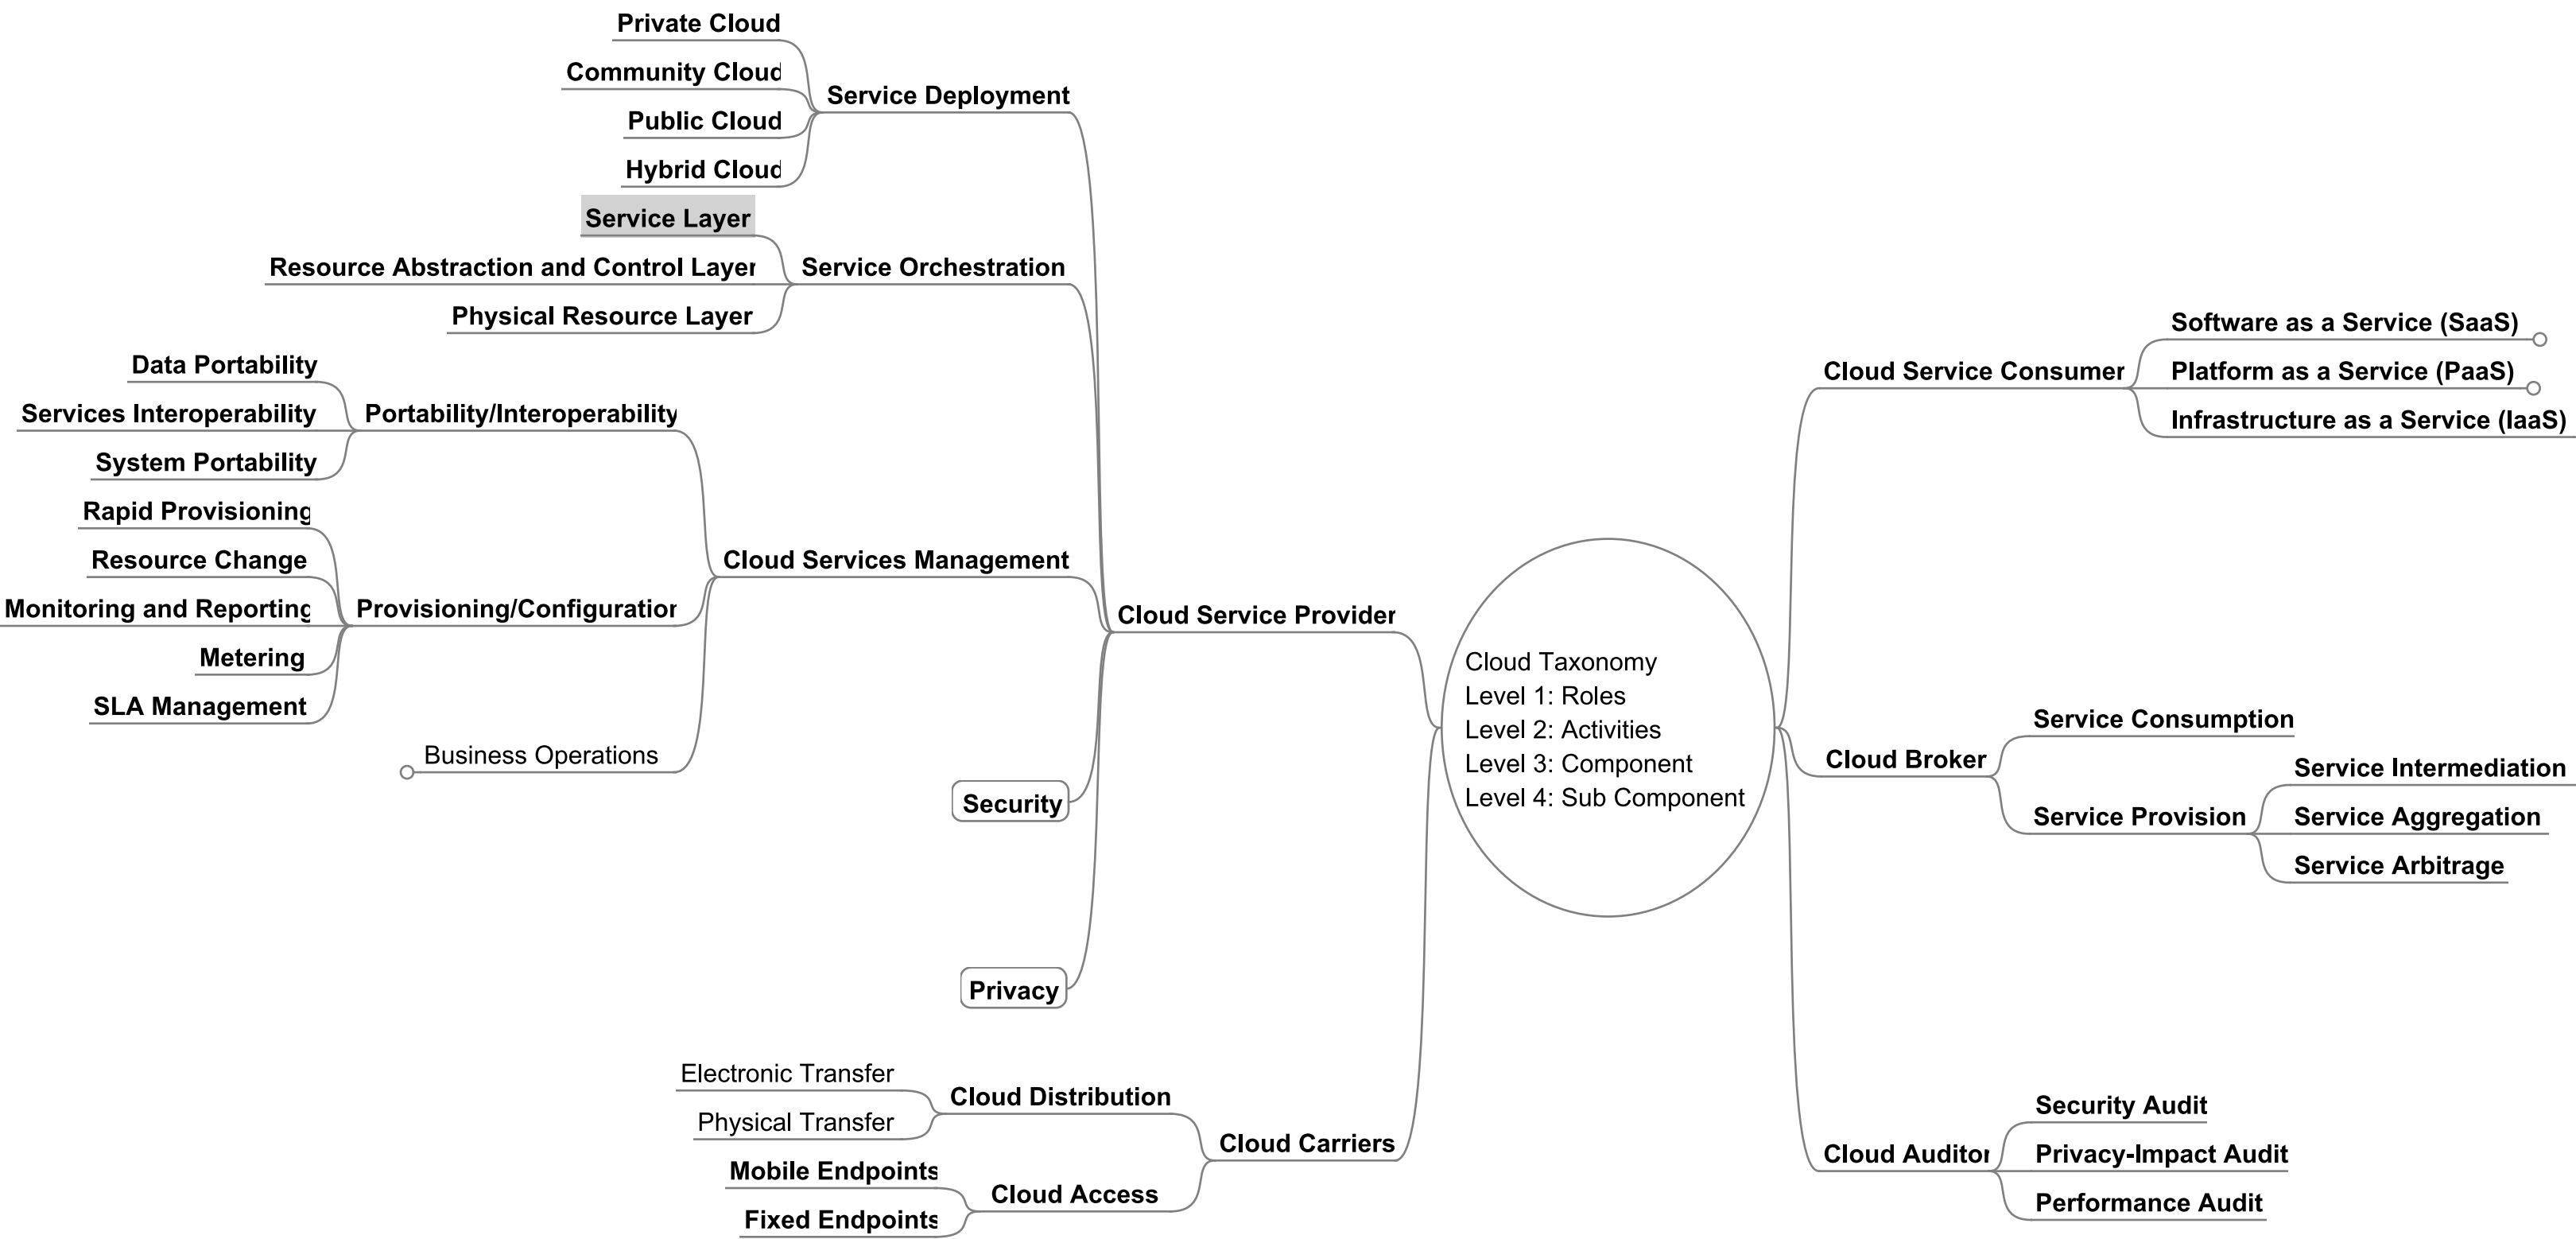 Private Cloud
Community Cloud
Public Cloud
Hybrid Cloud
Service Deployment
Service Layer
Resource Abstraction and Control Layer
Physical Resource Layer
Service Orchestration
Data Portability
Services Interoperability
System Portability
Portability/Interoperability
Rapid Provisioning
Resource Change
Monitoring and Reporting
Metering
SLA Management
Provisioning/Configuration
Business Operations
Cloud Services Management
Security
Privacy
Cloud Service Provider
Electronic Transfer
Physical Transfer
Cloud Distribution
Mobile Endpoints
Fixed Endpoints
Cloud Access
Cloud Carriers
Cloud Taxonomy
Level 1: Roles
Level 2: Activities
Level 3: Component
Level 4: Sub Component
Cloud Service Consumer
Software as a Service (SaaS)
Platform as a Service (PaaS)
Infrastructure as a Service (IaaS)
Cloud Broker
Service Consumption
Service Provision
Service Intermediation
Service Aggregation
Service Arbitrage
Cloud Auditor
Security Audit
Privacy-Impact Audit
Performance Audit